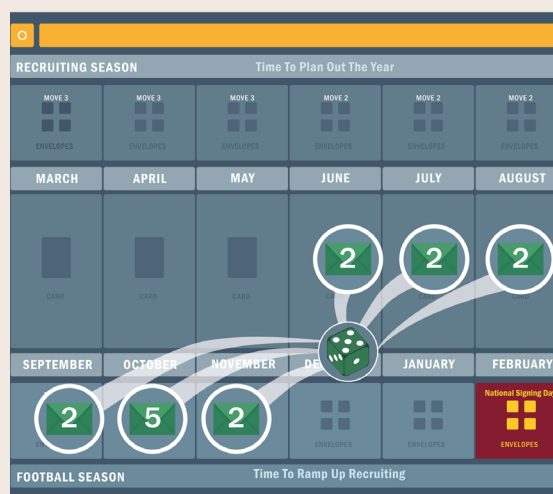 RECRUITING SEASON Time To Plan Out The Year
MOVE 3 MOVE 3 MOVE 3 MOVE 2 MOVE 2 MOVE 2
ENVELOPES ENVELOPES ENVELOPES ENVELOPES ENVELOPES ENVELOPES
MARCH APRIL MAY JUNE JULY AUGUST
2 2 2
CARD CARD CARD
SEPTEMBER OCTOBER NOVEMBER DE JANUARY FEBRUARY
National Signing Day
2 5 2
ENVELOPES ENVELOPES ENVELOPES
FOOTBALL SEASON Time To Ramp Up Recruiting